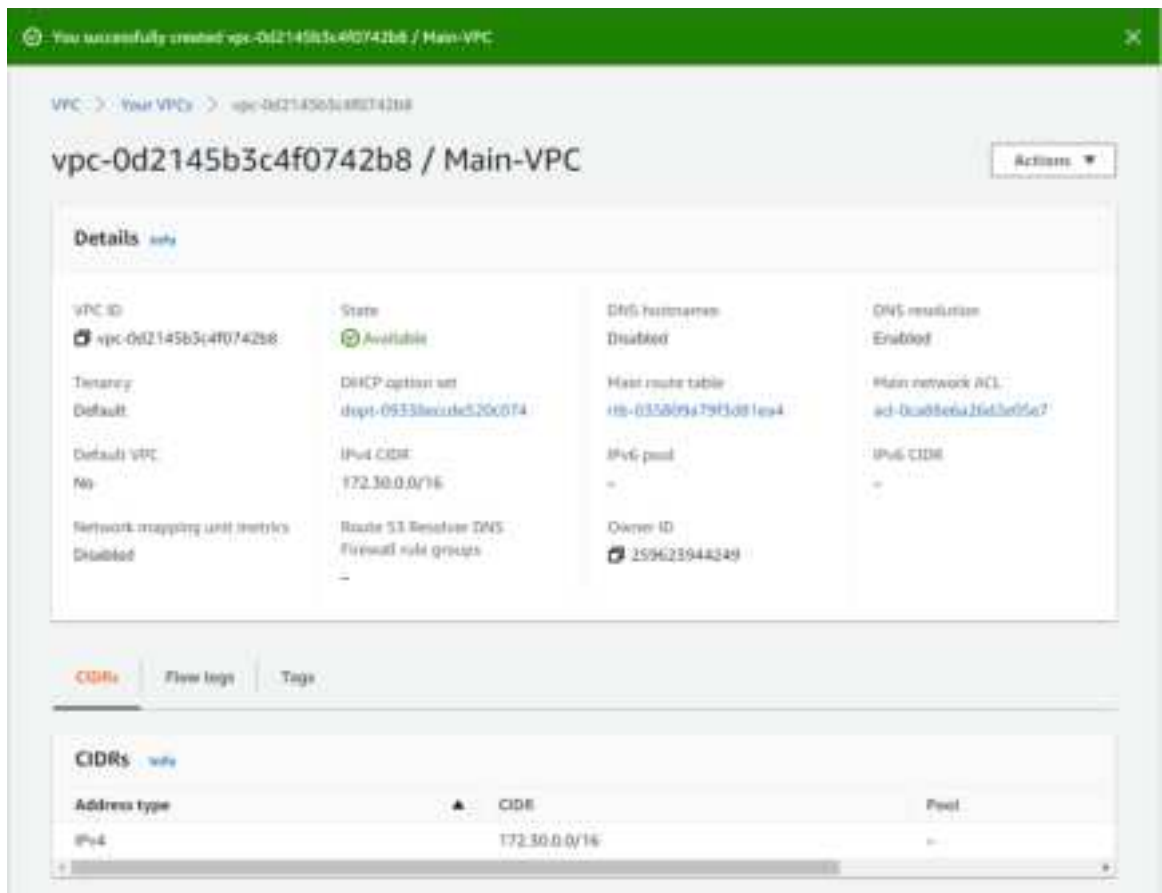 You successfully created vpc-0d2145b3c4f0742b8 / Main-VPC
VPC > Your VPCs > vpc-0d2145b3c4f0742b8
vpc-0d2145b3c4f0742b8 / Main-VPC
Actions
Details Info
VPC ID
vpc-0d2145b3c4f0742b8
State
Available
DNS hostnames
Disabled
DNS resolution
Enabled
Tenancy
Default
DHCP option set
Main route table
Main network ACL
Default VPC
No
IPv4 CIDR
172.30.0.0/16
IPv6 pool
–
IPv6 CIDR
–
Network mapping unit metrics
Disabled
Route 53 Resolver DNS
Firewall rule groups
–
Owner ID
259623944249
CIDRs Flow logs Tags
CIDRs Info
Address type CIDR Pool
IPv4 172.30.0.0/16 –